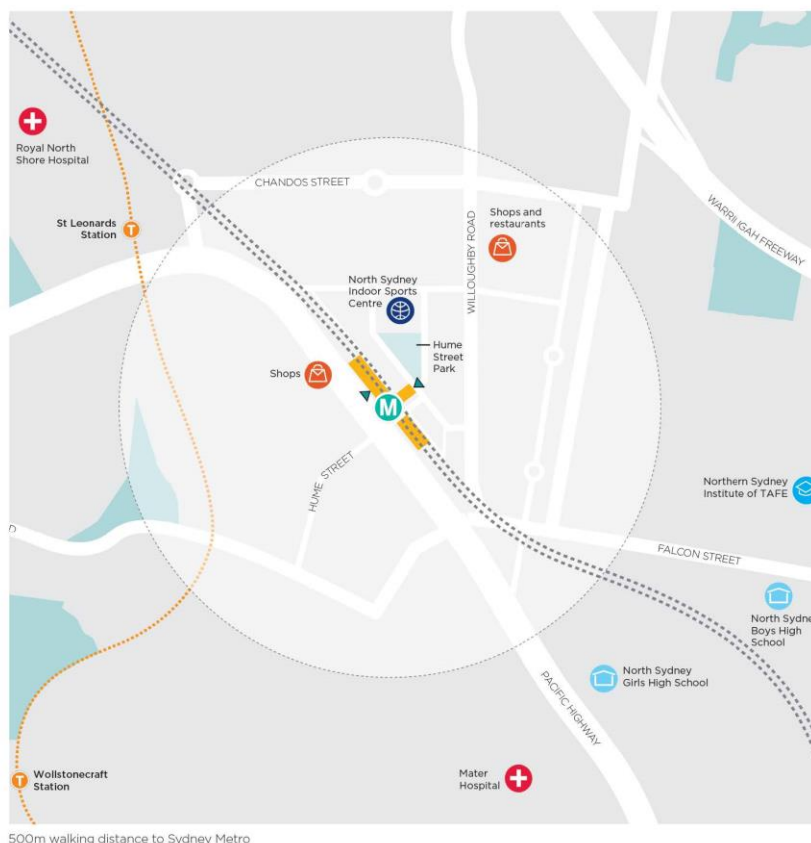 Royal North
Shore Hospital
St Leonards
Station
CHANDOS STREET
Shops and
restaurants
WARRI IGAH FREEWAY
WILLOUGHBY ROAD
North Sydney
Indoor Sports
Centre
Hume
Street
Park
Shops
M
HUME STREET
Northern Sydney
Institute of TAFE
D
FALCON STREET
North Sydne
Boys High
School
North Sydney
Girls High School
PACIFIC HIGHWAY
T
T
Wollstonecraft
Station
Mater
Hospital
500m walking distance to Sydney Metro